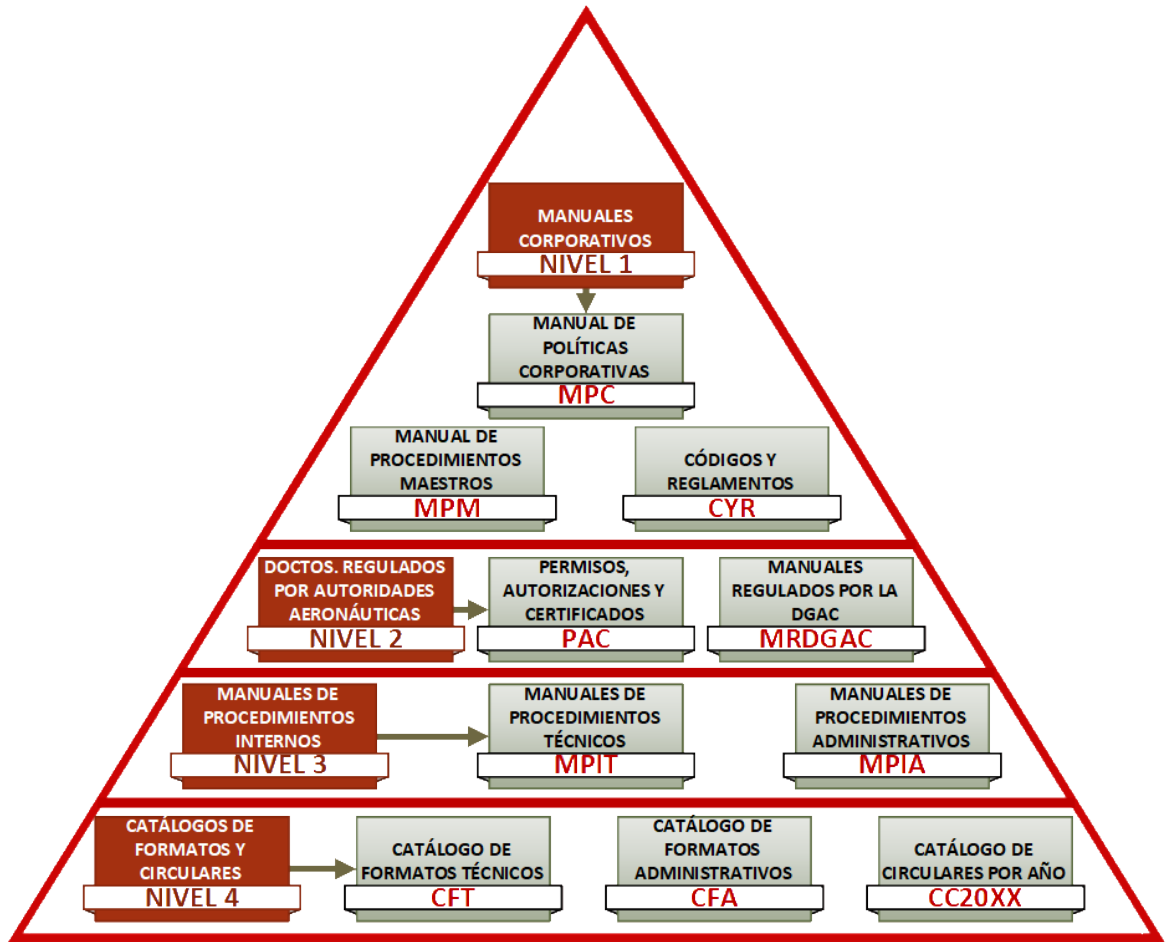 MANUALES
CORPORATIVOS
NIVEL 1
MANUAL DE
POLÍTICAS
CORPORATIVAS
MPC
MANUAL DE
PROCEDIMIENTOS
MAESTROS
MPM
CÓDIGOS Y
REGLAMENTOS
CYR
DOCTOS. REGULADOS
POR AUTORIDADES
AERONÁUTICAS
NIVEL 2
PERMISOS,
AUTORIZACIONES Y
CERTIFICADOS
PAC
MANUALES
REGULADOS POR LA
DGAC
MRDGAC
MANUALES DE
PROCEDIMIENTOS
INTERNOS
NIVEL 3
MANUALES DE
PROCEDIMIENTOS
TÉCNICOS
MPIT
MANUALES DE
PROCEDIMIENTOS
ADMINISTRATIVOS
MPIA
CATÁLOGOS DE
FORMATOS Y
CIRCULARES
NIVEL 4
CATÁLOGO DE
FORMATOS TÉCNICOS
CFT
CATÁLOGO DE
FORMATOS
ADMINISTRATIVOS
CFA
CATÁLOGO DE
CIRCULARES POR AÑO
CC20XX